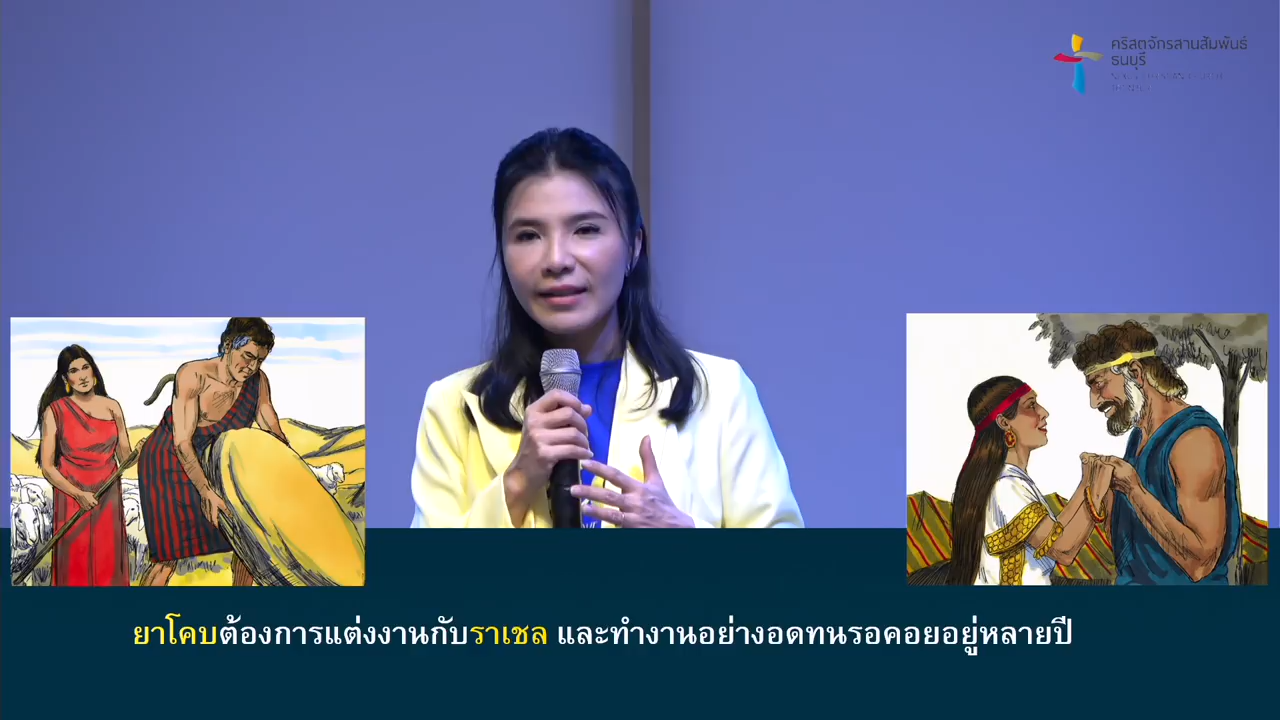 คริสตจักรสานสัมพันธ์
ธนบุรี
ยาโคบต้องการแต่งงานกับราเชล และทำงานอย่างอดทนรอคอยอยู่หลายปี